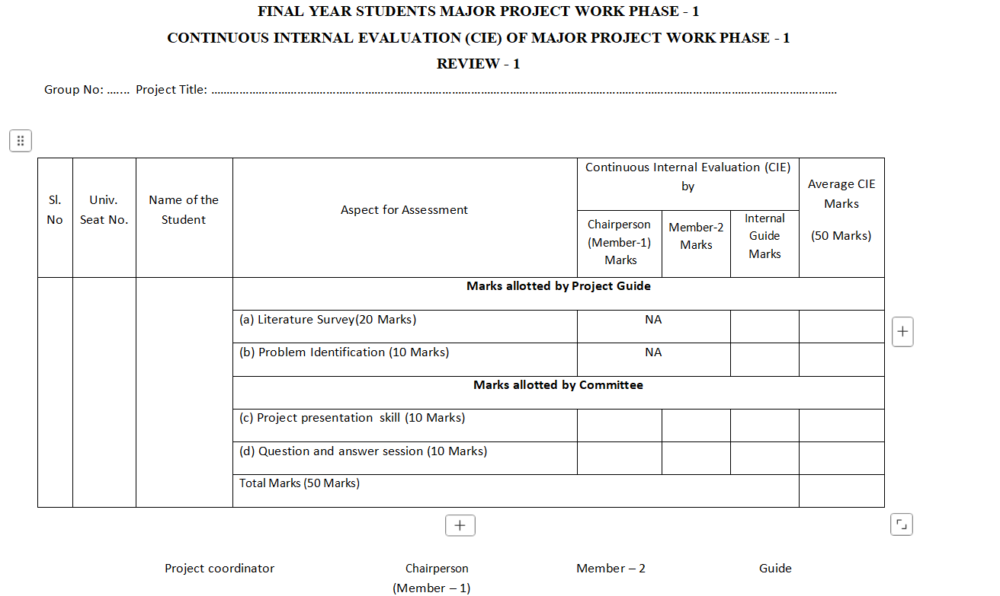 FINAL YEAR STUDENTS MAJOR PROJECT WORK PHASE - 1
CONTINUOUS INTERNAL EVALUATION (CIE) OF MAJOR PROJECT WORK PHASE - 1
REVIEW - 1
Group No: ....... Project Title: ................................................................................................................................................................
Sl.
No
Univ.
Seat No.
Name of the
Student
Aspect for Assessment
Continuous Internal Evaluation (CIE)
by
Chairperson
(Member-1)
Marks
Member-2
Marks
Internal
Guide
Marks
Average CIE
Marks
(50 Marks)
Marks allotted by Project Guide
(a) Literature Survey(20 Marks) NA
(b) Problem Identification (10 Marks) NA
Marks allotted by Committee
(c) Project presentation skill (10 Marks)
(d) Question and answer session (10 Marks)
Total Marks (50 Marks)
Project coordinator Chairperson Member – 2 Guide
(Member – 1)